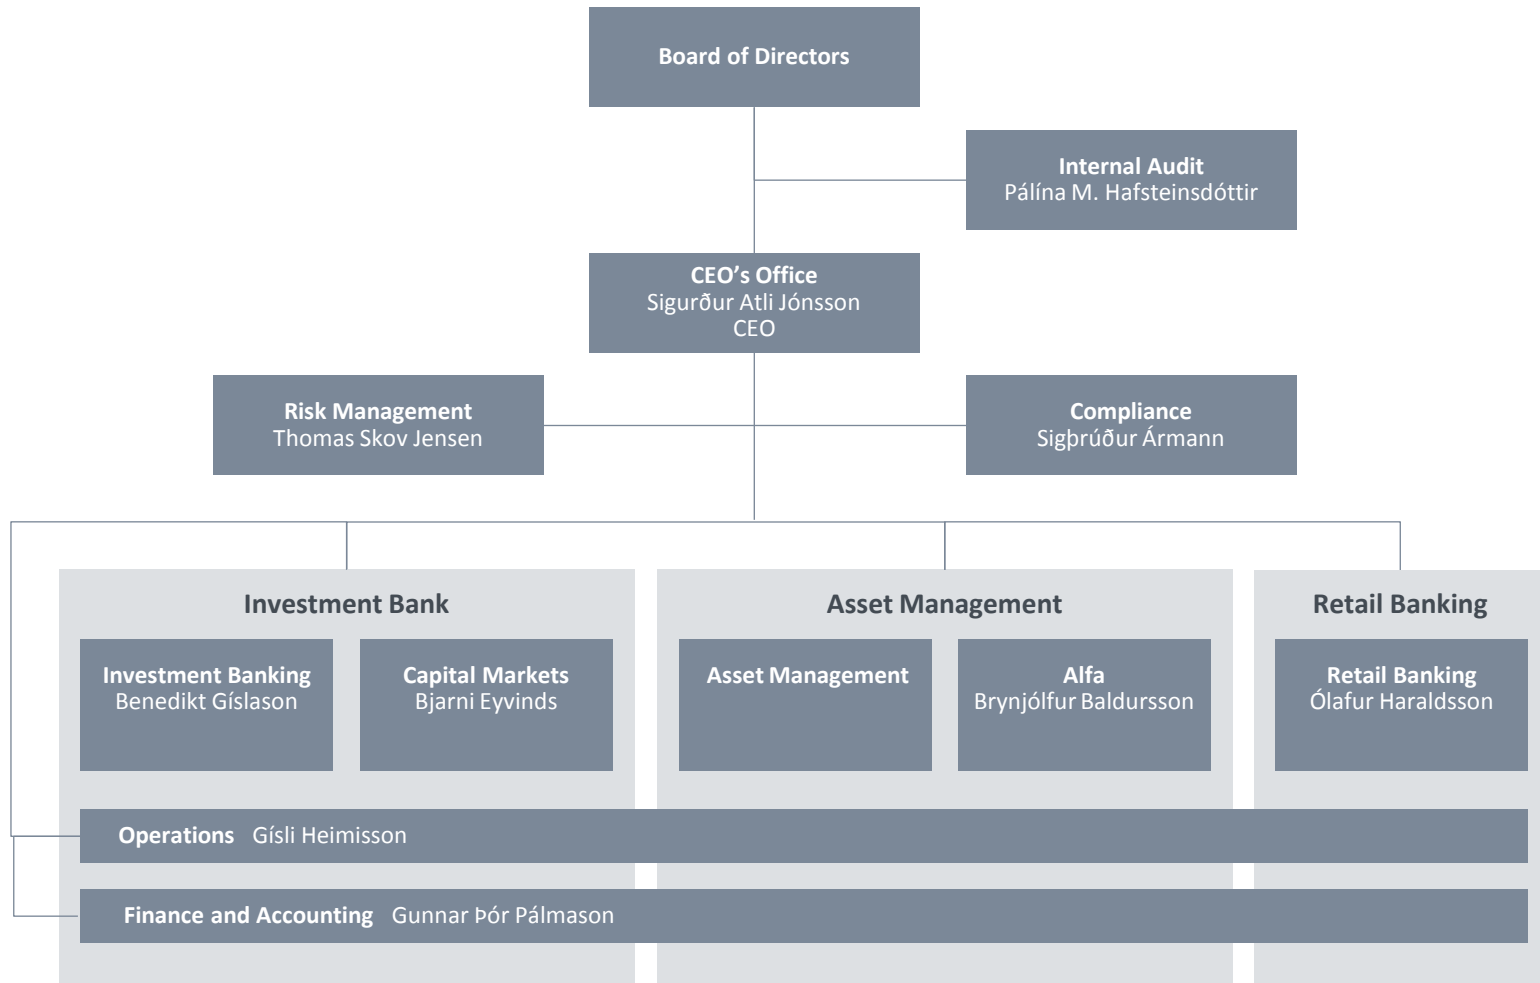 Board of Directors
Internal Audit
Pálína M. Hafsteinsdóttir
CEO’s Office
Sigurður Atli Jónsson
CEO
Risk Management
Thomas Skov Jensen
Compliance
Sigþrúður Ármann
Investment Bank
Asset Management
Retail Banking
Investment Banking
Benedikt Gíslason
Capital Markets
Bjarni Eyvinds
Asset Management
Alfa
Brynjólfur Baldursson
Retail Banking
Ólafur Haraldsson
Operations Gísli Heimisson
Finance and Accounting Gunnar Þór Pálmason